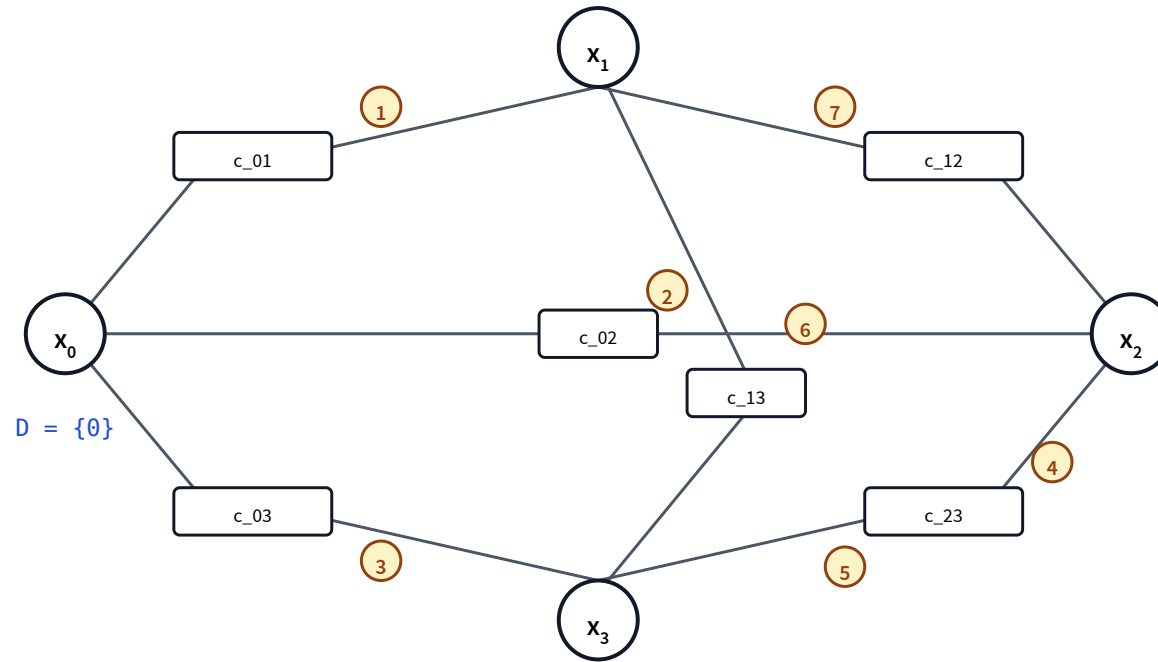 X₁
1
7
c_01
c_12
2
6
X₀
c_02
X₂
c_13
D = {0}
4
c_03
c_23
3
5
X₃